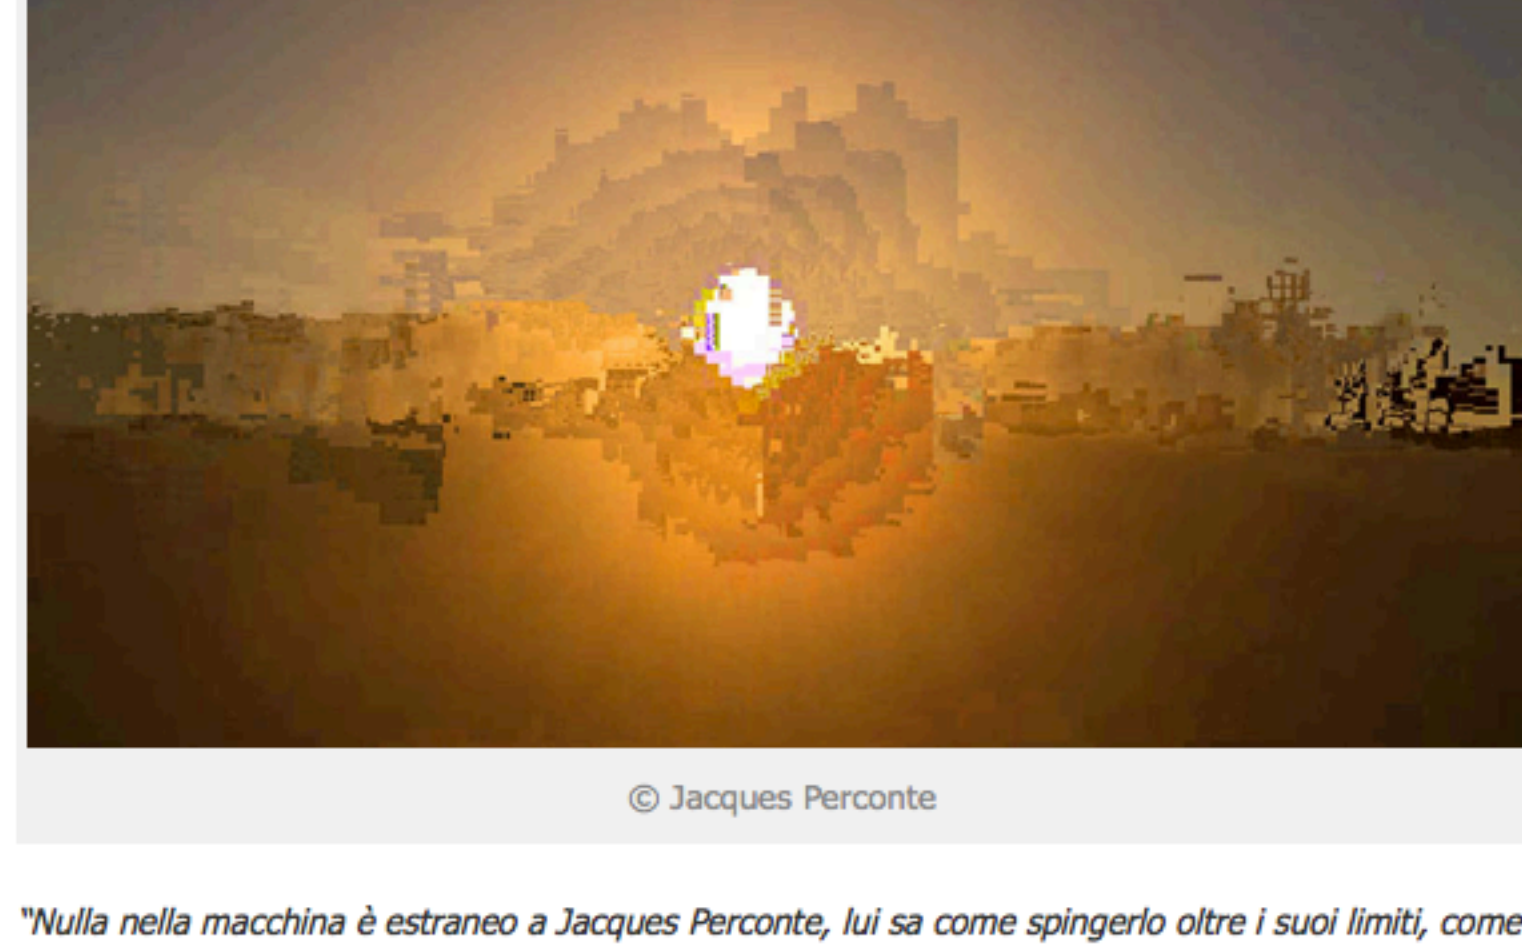 © Jacques Perconte
“Nulla nella macchina è estraneo a Jacques Perconte, lui sa come spingerlo oltre i suoi limiti, come